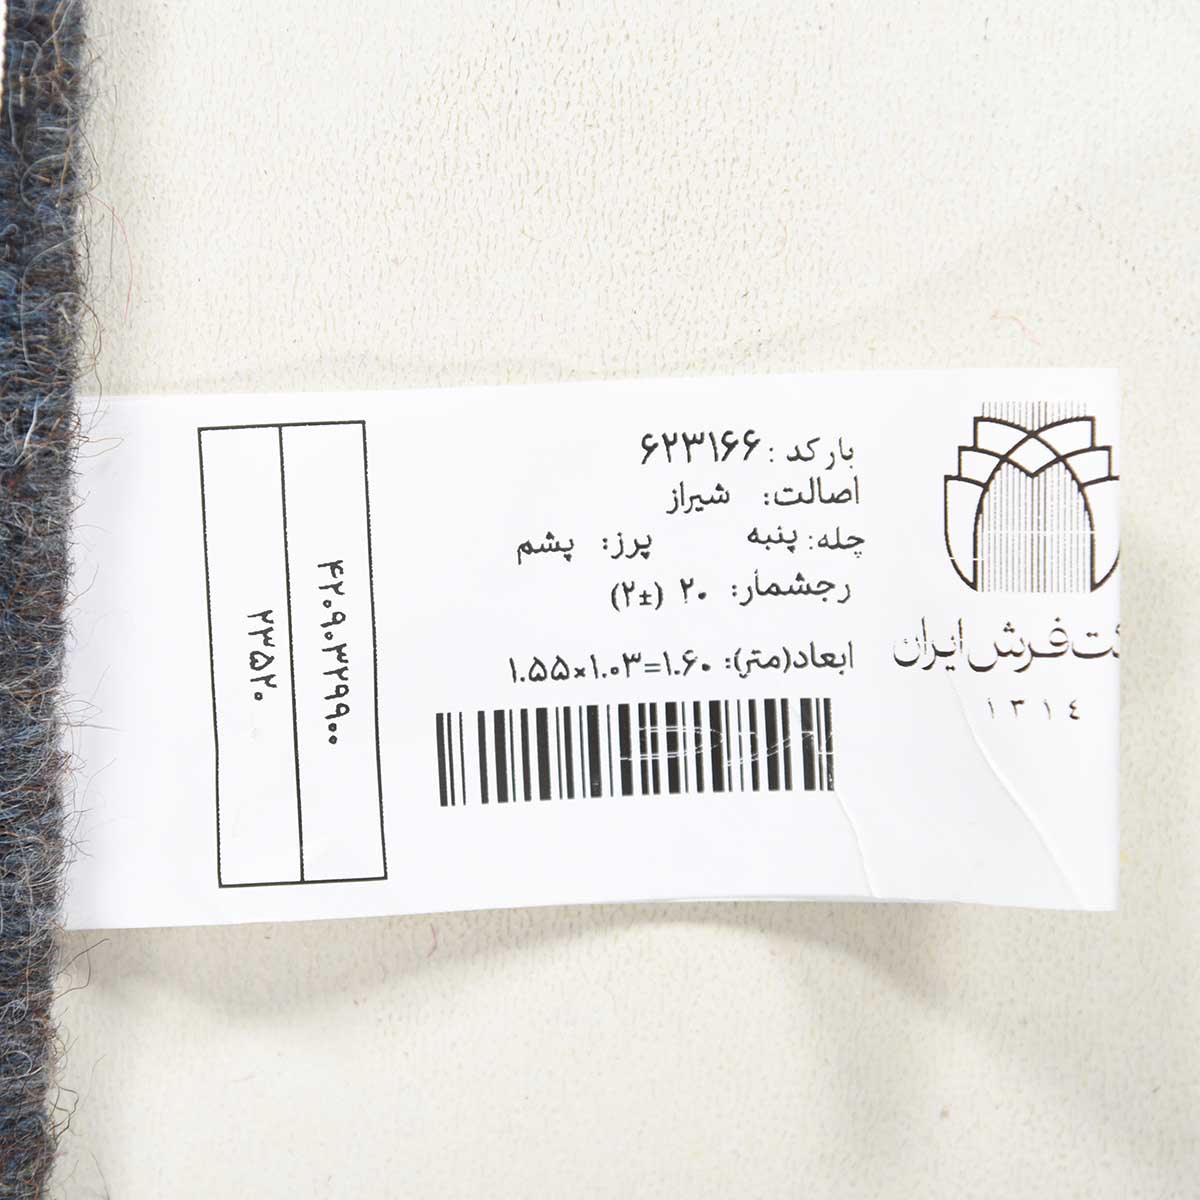 بارکد: ۶۲۳۱۶۶
اصالت: شیراز
چله: پنبه پرز: پشم
رجشمار: ۲۰ (±۲)
ابعاد(متر): ۱.۵۵×۱.۰۳=۱.۶۰
فرش ایران
۱۳۱۴
۴۲۰۹۰۳۲۹۹۰۰
۲۳۵۲۰